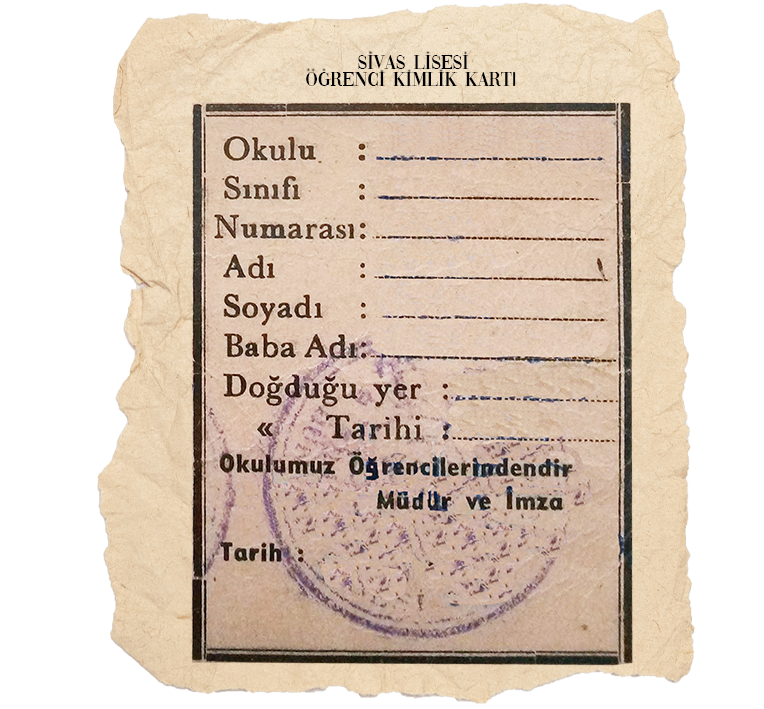 SİVAS LİSESİ
ÖĞRENCİ KİMLİK KARTI
Okulu :
Sınıfı :
Numarası:
Adı :
Soyadı :
Baba Adı:
Doğduğu yer :
« Tarihi :
Okulumuz Öğrencilerindendir
Müdür ve İmza
Tarih :